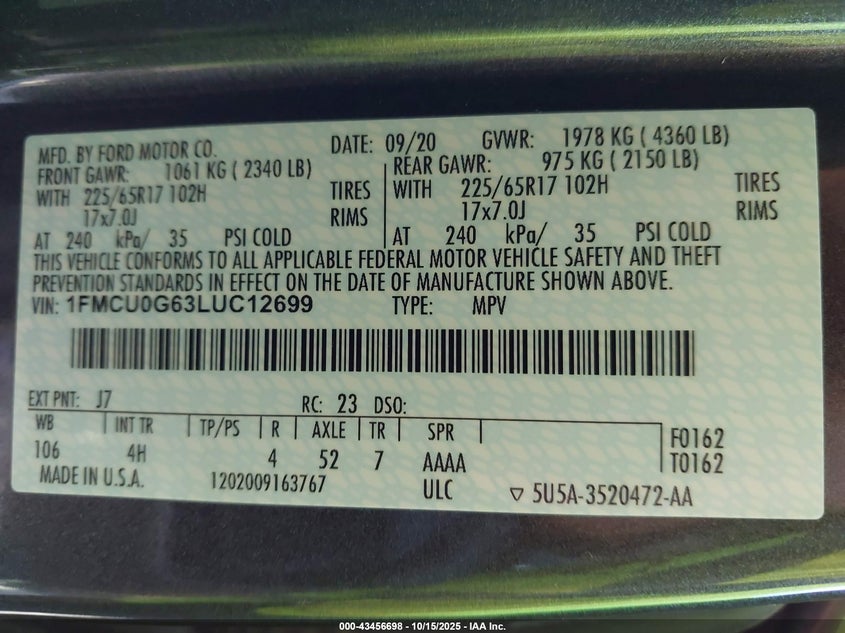 MFD. BY FORD MOTOR CO.
DATE: 09/20 GVWR: 1978 KG ( 4360 LB)
FRONT GAWR: 1061 KG ( 2340 LB)
WITH 225/65R17 102H TIRES
17x7.0J RIMS
AT 240 kPa/ 35 PSI COLD
REAR GAWR: 975 KG ( 2150 LB)
WITH 225/65R17 102H TIRES
17x7.0J RIMS
AT 240 kPa/ 35 PSI COLD
THIS VEHICLE CONFORMS TO ALL APPLICABLE FEDERAL MOTOR VEHICLE SAFETY AND THEFT
PREVENTION STANDARDS IN EFFECT ON THE DATE OF MANUFACTURE SHOWN ABOVE.
VIN: 1FMCU0G63LUC12699 TYPE: MPV
EXT PNT: J7 RC: 23 DSO:
WB INT TR TP/PS R AXLE TR SPR
106 4H 4 52 7 AAAA
F0162
T0162
MADE IN U.S.A. 1202009163767 ULC ▽ 5U5A-3520472-AA
000-43456698 - 10/15/2025 - IAA Inc.